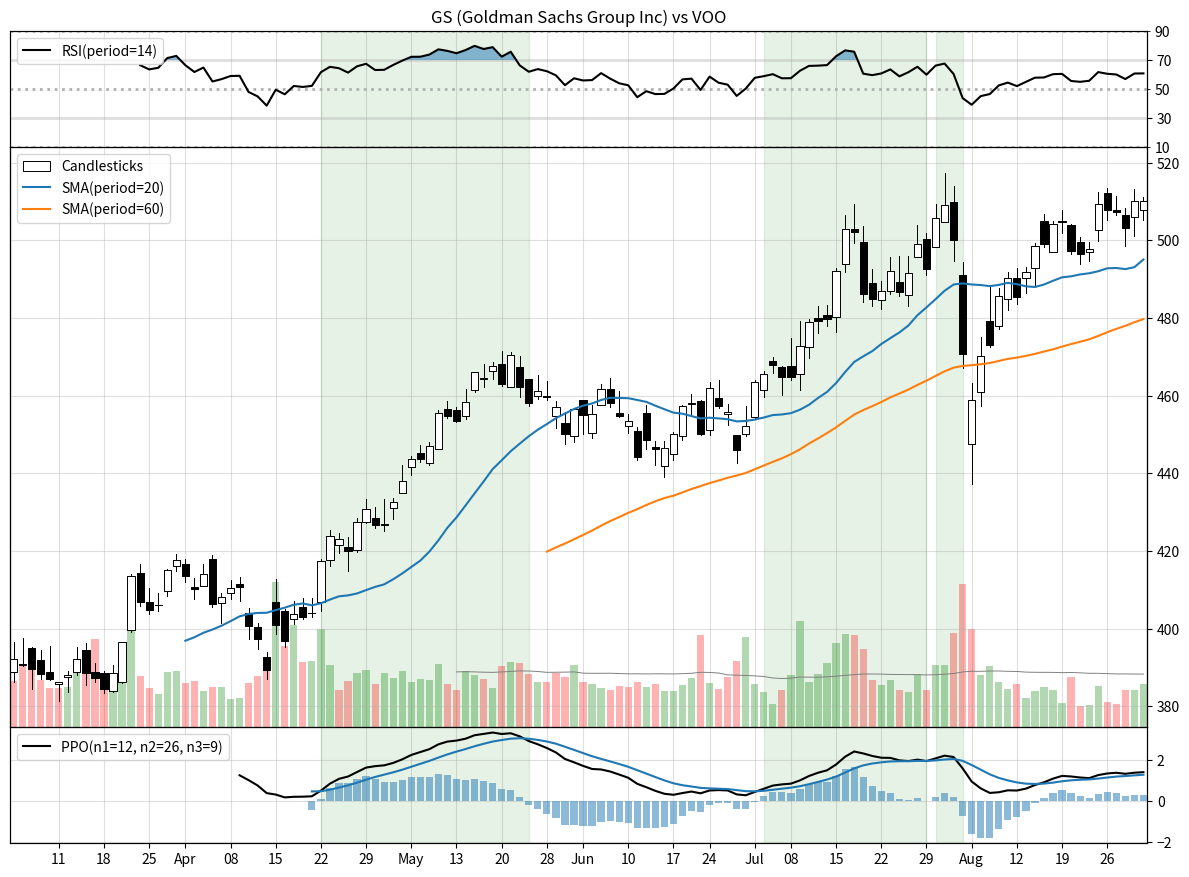 GS (Goldman Sachs Group Inc) vs VOO
RSI(period=14)
90
70
50
30
10
Candlesticks
SMA(period=20)
SMA(period=60)
520
500
480
460
440
420
400
380
PPO(n1=12, n2=26, n3=9)
2
0
−2
11 18 25 Apr 08 15 22 29 May 13 20 28 Jun 10 17 24 Jul 08 15 22 29 Aug 12 19 26